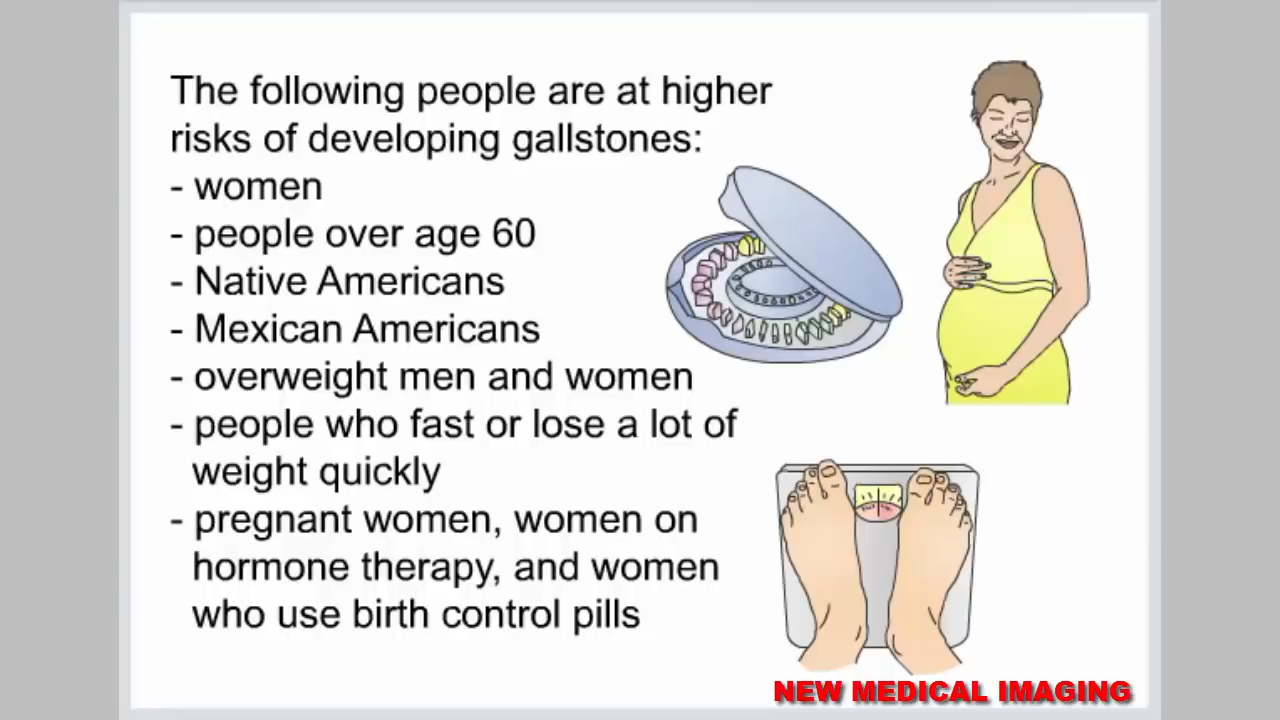 The following people are at higher
risks of developing gallstones:
- women
- people over age 60
- Native Americans
- Mexican Americans
- overweight men and women
- people who fast or lose a lot of
weight quickly
- pregnant women, women on
hormone therapy, and women
who use birth control pills
NEW MEDICAL IMAGING